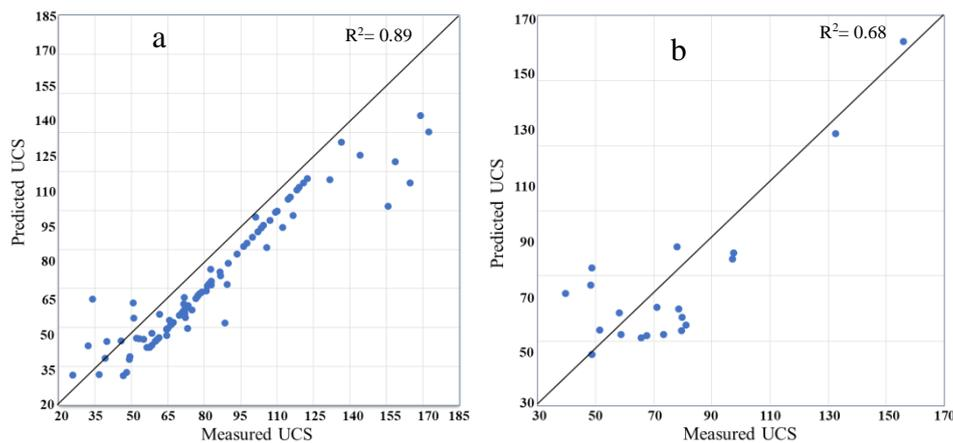 a
R²= 0.89
185
170
155
140
125
110
95
80
65
50
35
20
Predicted UCS
20 35 50 65 80 95 110 125 140 155 170 185
Measured UCS
b
R²= 0.68
170
150
130
110
90
70
50
30
Predicted UCS
30 50 70 90 110 130 150 170
Measured UCS